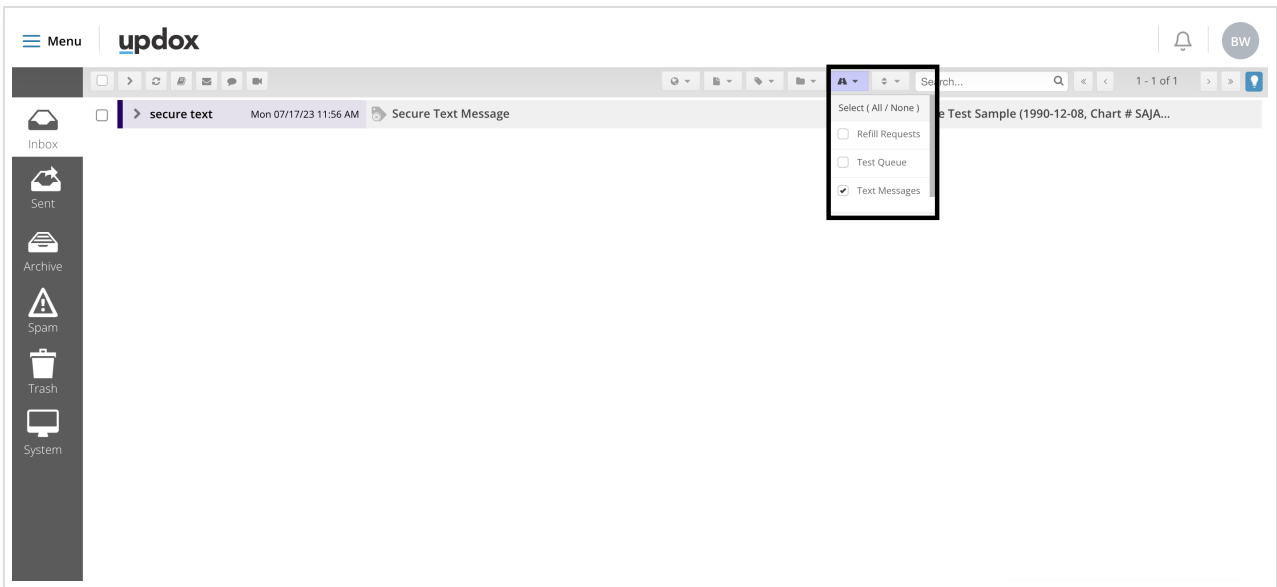 Menu
updox
BW
Search...
1 - 1 of 1
Select ( All / None )
Refill Requests
Test Queue
Text Messages
secure text Mon 07/17/23 11:56 AM Secure Text Message e Test Sample (1990-12-08, Chart # SAJA...
Inbox
Sent
Archive
Spam
Trash
System